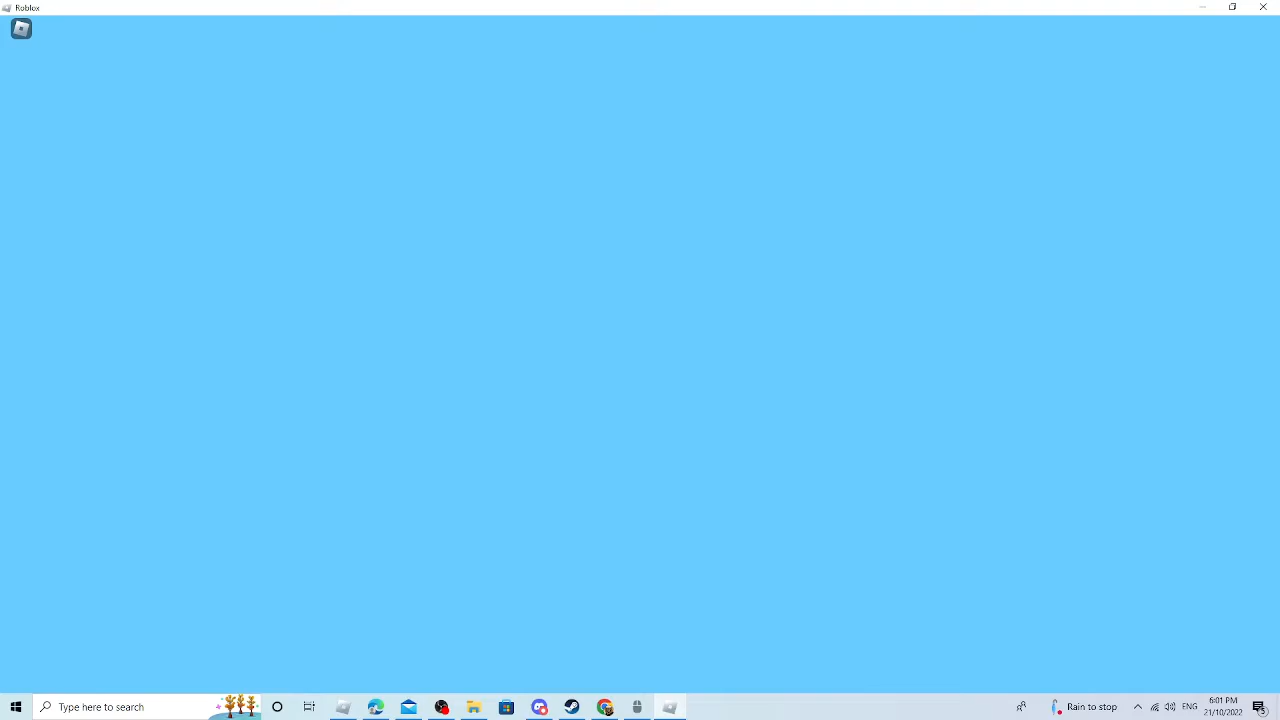 Roblox
Type here to search
Rain to stop
ENG
6:01 PM
21/10/2022